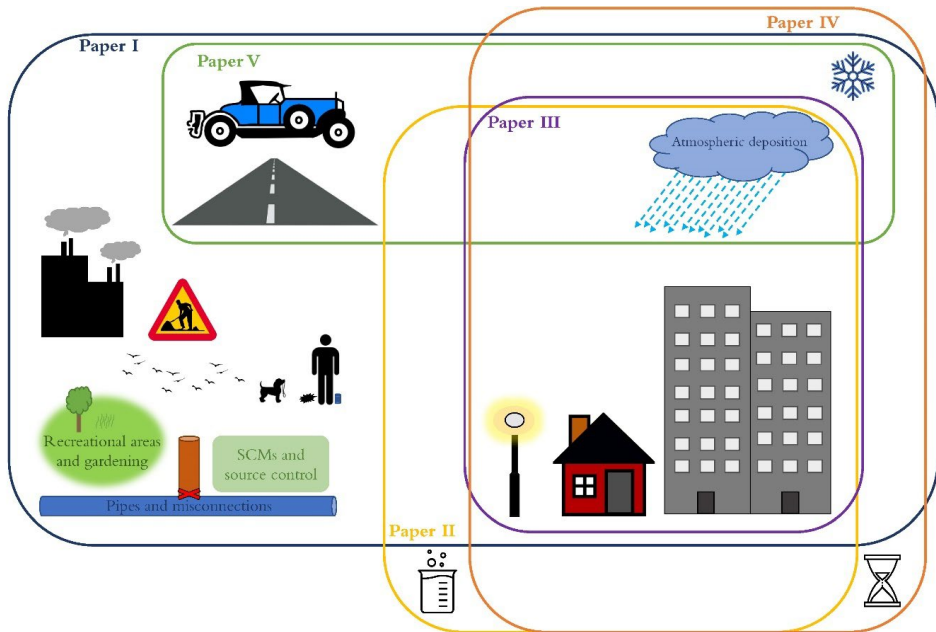 Paper IV
Paper I
Paper V
Paper III
Atmospheric deposition
Recreational areas
and gardening
SCMs and
source control
Pipes and misconnections
Paper II